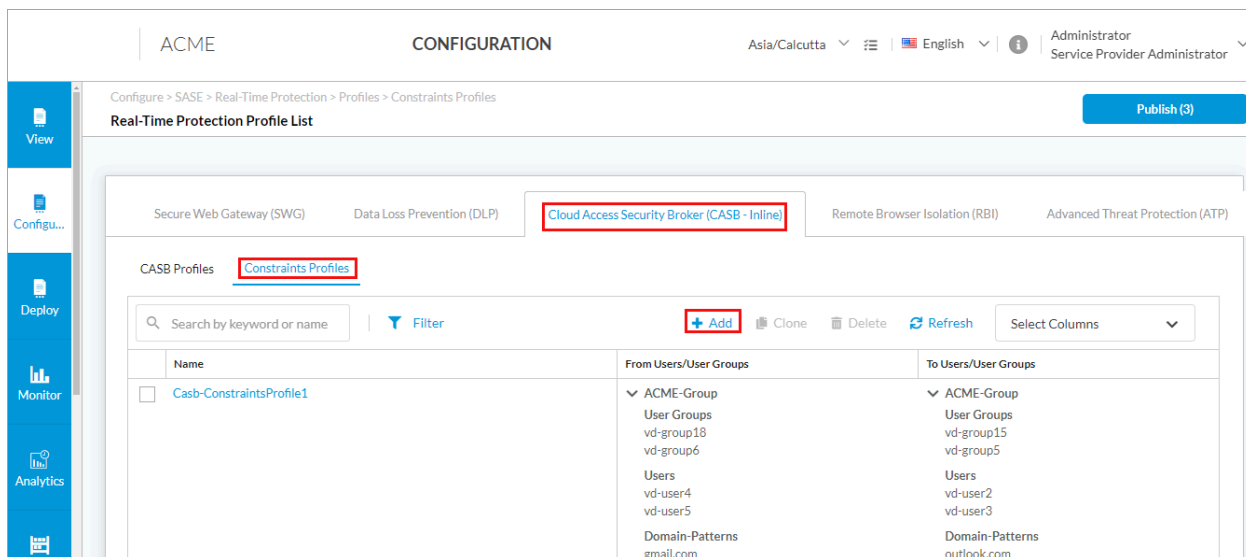 ACME
CONFIGURATION
Asia/Calcutta
English
Administrator
Service Provider Administrator
Configure > SASE > Real-Time Protection > Profiles > Constraints Profiles
Real-Time Protection Profile List
Publish (3)
View
Configu...
Deploy
Monitor
Analytics
Secure Web Gateway (SWG)
Data Loss Prevention (DLP)
Cloud Access Security Broker (CASB - Inline)
Remote Browser Isolation (RBI)
Advanced Threat Protection (ATP)
CASB Profiles
Constraints Profiles
Search by keyword or name
Filter
+ Add
Clone
Delete
Refresh
Select Columns
Name
From Users/User Groups
To Users/User Groups
Casb-ConstraintsProfile1
ACME-Group
User Groups
vd-group18
vd-group6
Users
vd-user4
vd-user5
Domain-Patterns
gmail.com
ACME-Group
User Groups
vd-group15
vd-group5
Users
vd-user2
vd-user3
Domain-Patterns
outlook.com